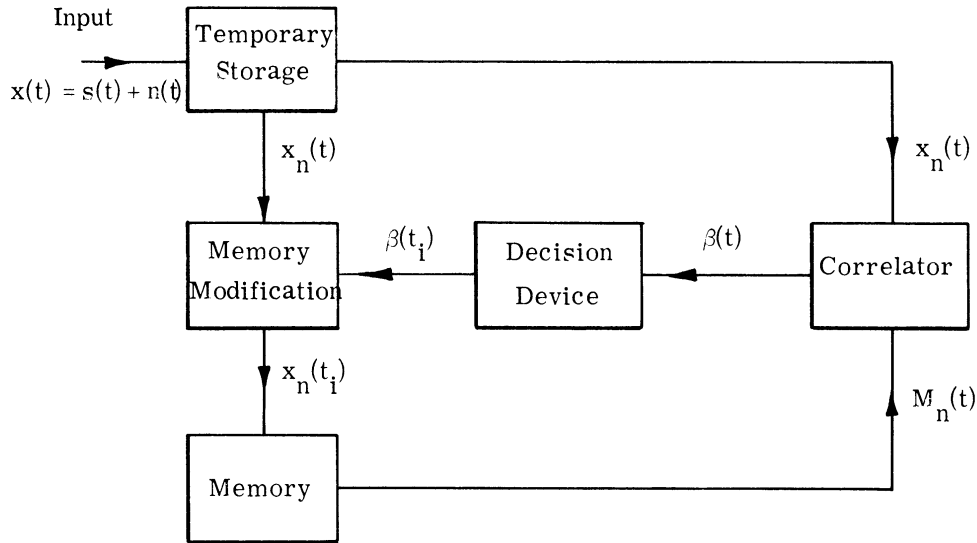 Input
x(t) = s(t) + n(t)
Temporary
Storage
x_n(t)
x_n(t)
Memory
Modification
β(t_i)
Decision
Device
β(t)
Correlator
x_n(t_i)
M_n(t)
Memory